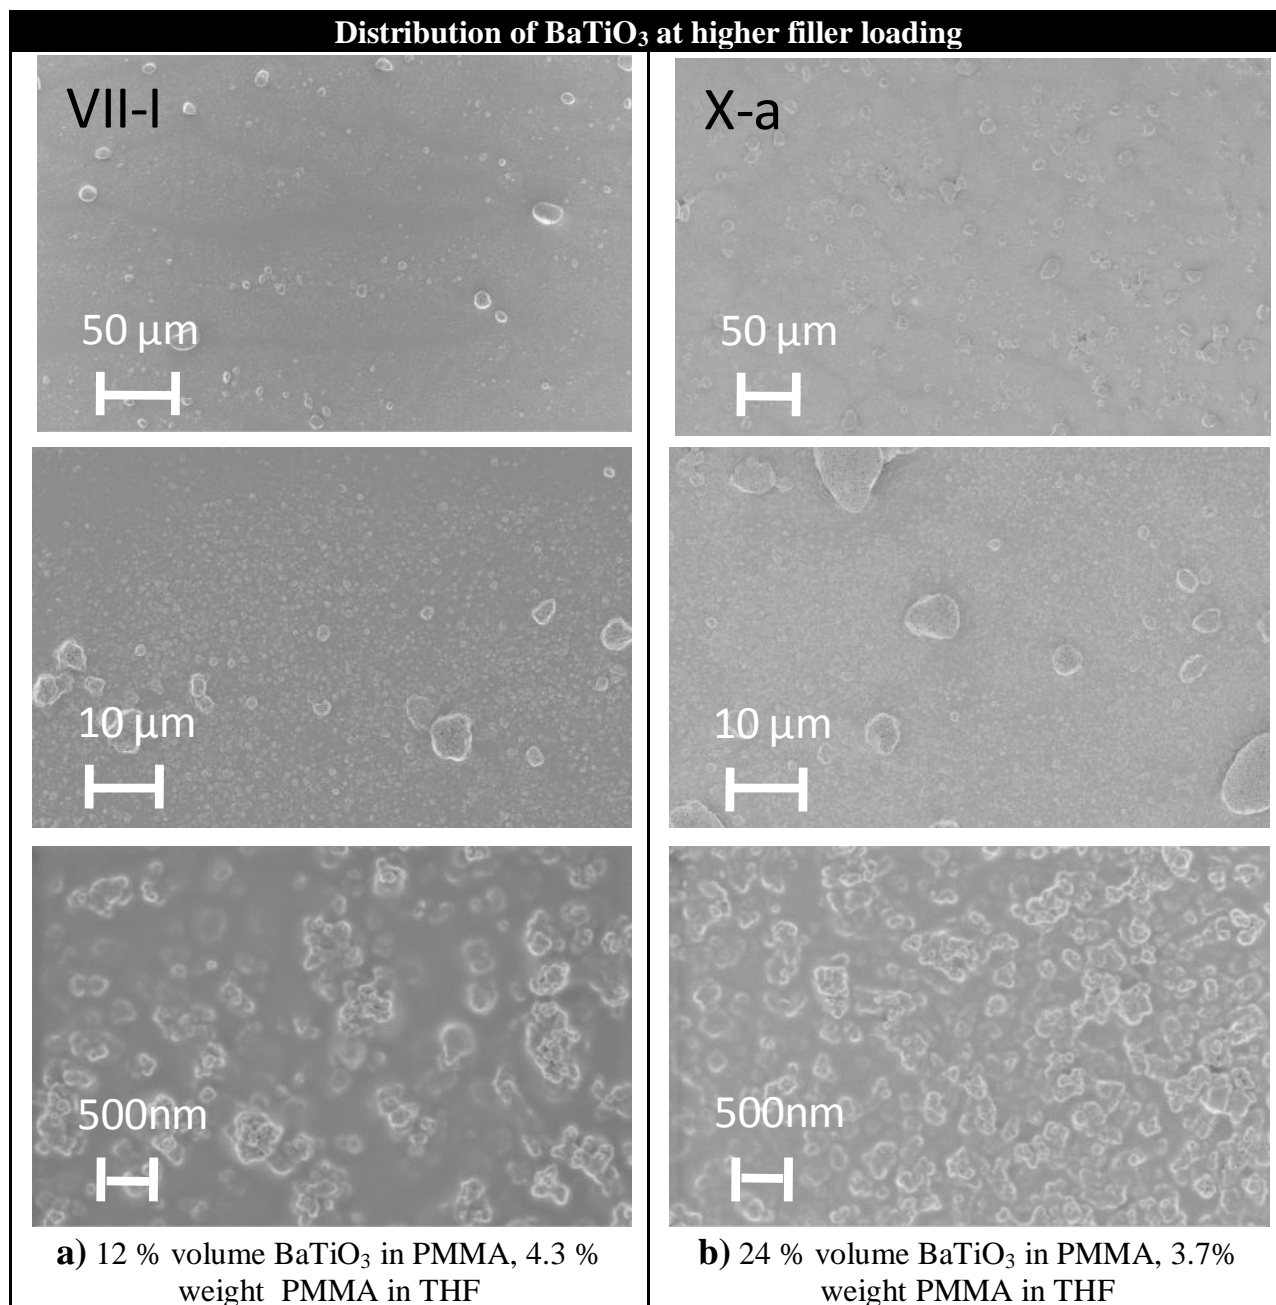 Distribution of BaTiO₃ at higher filler loading
VII-I
X-a
50 µm
50 µm
10 µm
10 µm
500nm
500nm
a) 12 % volume BaTiO₃ in PMMA, 4.3 %
weight PMMA in THF
b) 24 % volume BaTiO₃ in PMMA, 3.7%
weight PMMA in THF